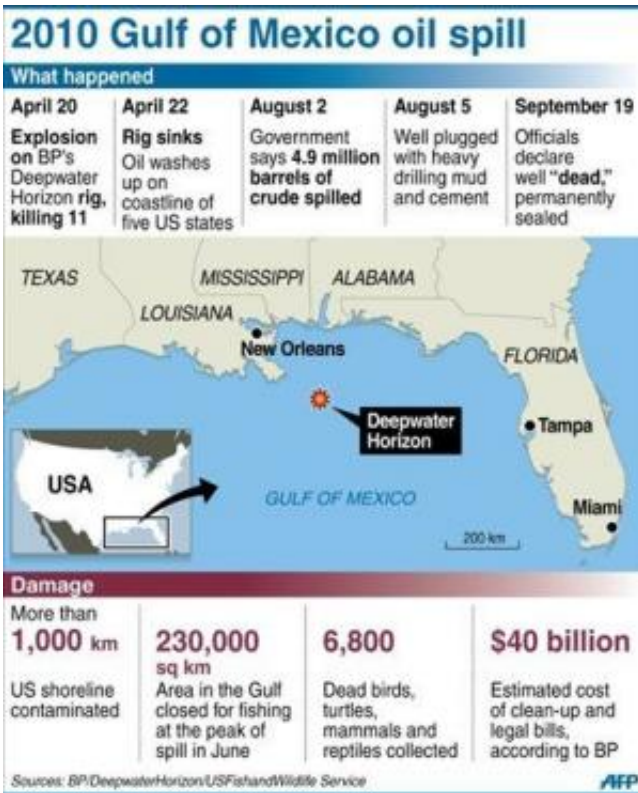 2010 Gulf of Mexico oil spill
What happened
April 20
Explosion
on BP's
Deepwater
Horizon rig,
killing 11
April 22
Rig sinks
Oil washes
up on
coastline of
five US states
August 2
Government
says 4.9 million
barrels of
crude spilled
August 5
Well plugged
with heavy
drilling mud
and cement
September 19
Officials
declare
well "dead,"
permanently
sealed
TEXAS
MISSISSIPPI
ALABAMA
LOUISIANA
New Orleans
FLORIDA
Deepwater
Horizon
Tampa
USA
GULF OF MEXICO
Miami
200 km
Damage
More than
1,000 km
US shoreline
contaminated
230,000
sq km
Area in the Gulf
closed for fishing
at the peak of
spill in June
6,800
Dead birds,
turtles,
mammals and
reptiles collected
$40 billion
Estimated cost
of clean-up and
legal bills,
according to BP
Sources: BP/DeepwaterHorizon/USFishandWildlife Service
AFP